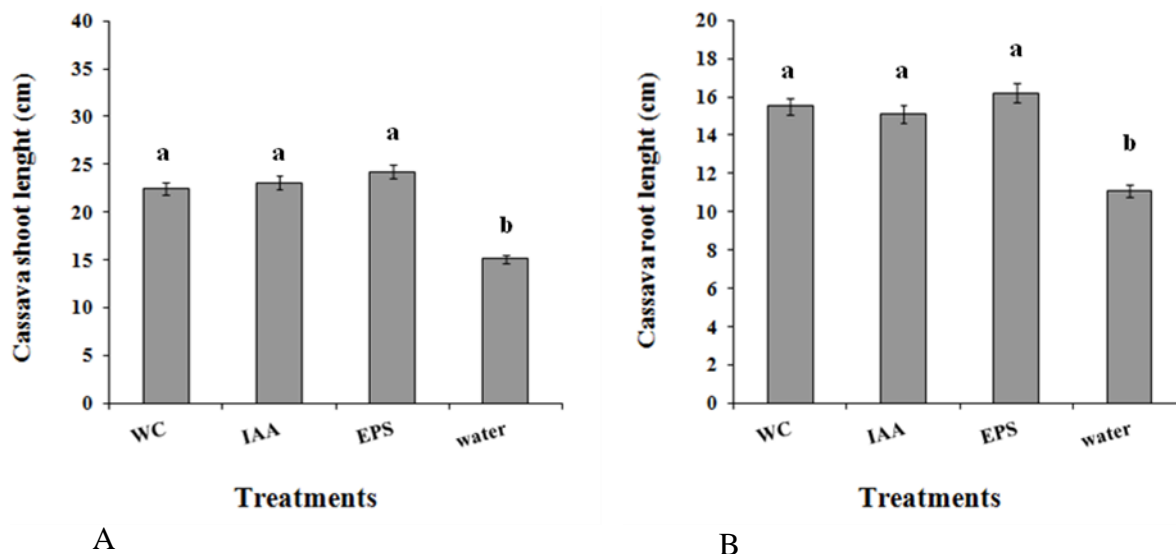 Cassava shoot lenght (cm)
40
35
30
25
20
15
10
5
0
a
a
a
b
WC
IAA
EPS
water
Treatments
A
Cassava root lenght (cm)
20
18
16
14
12
10
8
6
4
2
0
a
a
a
b
WC
IAA
EPS
water
Treatments
B